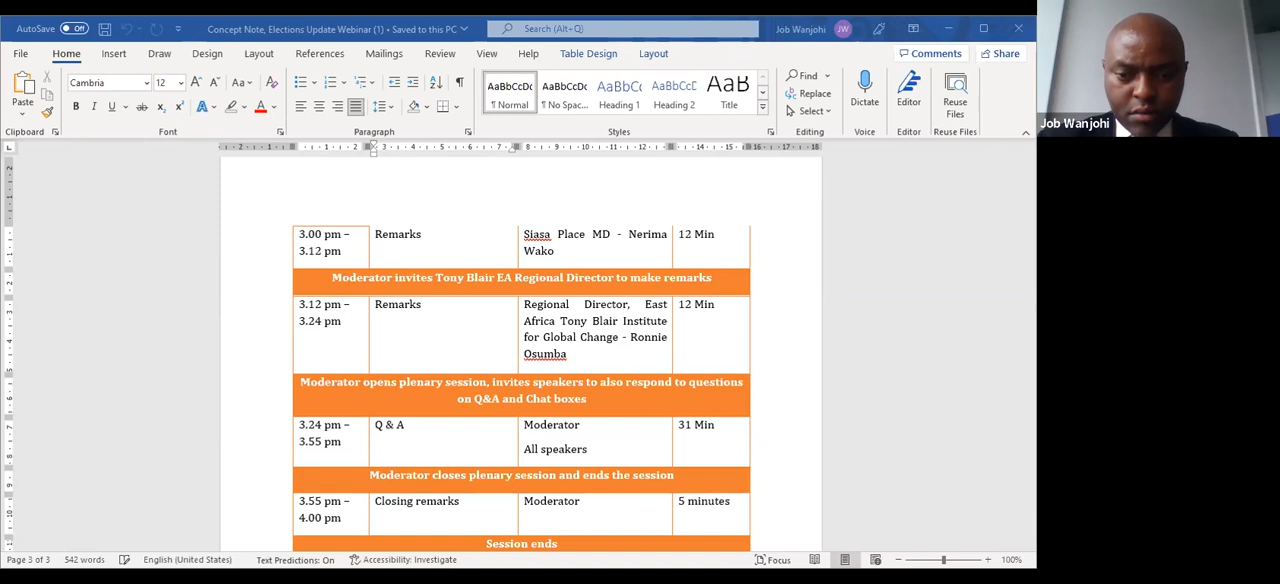 AutoSave Off Concept Note, Elections Update Webinar (1) - Saved to this PC Search (Alt+Q) Job Wanjohi JW
File Home Insert Draw Design Layout References Mailings Review View Help Table Design Layout Comments Share
Paste Cambria 12 Aa AaBbCcDc AaBbCcDc AaBbC AaBbCcD AaB Find Replace Select Dictate Editor Reuse Files
B I U ab x₂ x² A A ¶ Normal ¶ No Spac... Heading 1 Heading 2 Title
Clipboard Font Paragraph Styles Editing Voice Editor Reuse Files
Job Wanjohi
3.00 pm – Remarks Siasa Place MD - Nerima 12 Min
3.12 pm Wako
Moderator invites Tony Blair EA Regional Director to make remarks
3.12 pm – Remarks Regional Director, East 12 Min
3.24 pm Africa Tony Blair Institute
for Global Change - Ronnie
Osumba
Moderator opens plenary session, invites speakers to also respond to questions
on Q&A and Chat boxes
3.24 pm – Q & A Moderator 31 Min
3.55 pm All speakers
Moderator closes plenary session and ends the session
3.55 pm – Closing remarks Moderator 5 minutes
4.00 pm
Session ends
Page 3 of 3 542 words English (United States) Text Predictions: On Accessibility: Investigate Focus 100%